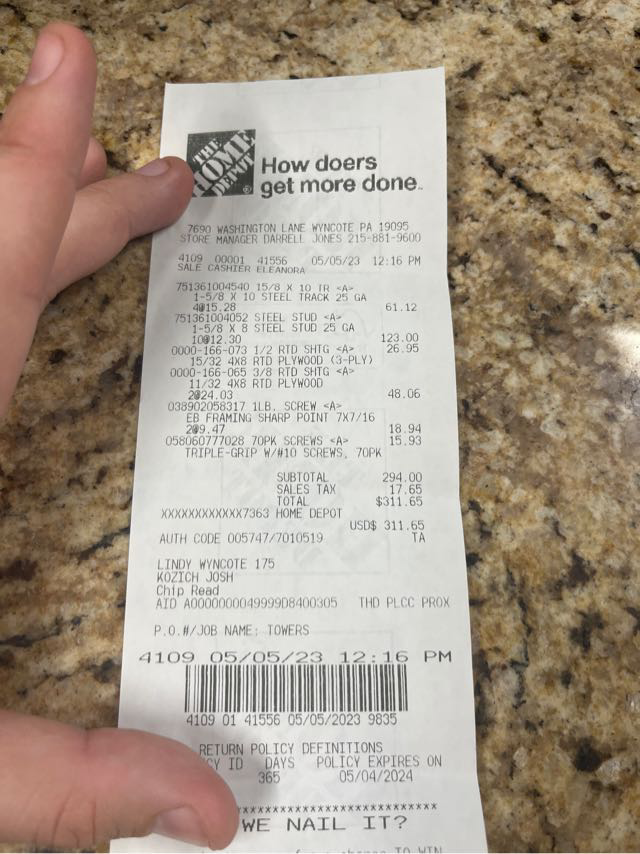 THE HOME DEPOT ®
How doers
get more done.
7690 WASHINGTON LANE WYNCOTE PA 19095
STORE MANAGER DARRELL JONES 215-881-9600
4109 00001 41556 05/05/23 12:16 PM
SALE CASHIER ELEANORA
751361004540 15/8 X 10 TR <A>
1-5/8 X 10 STEEL TRACK 25 GA
4@15.28 61.12
751361004052 STEEL STUD <A>
1-5/8 X 8 STEEL STUD 25 GA
10@12.30 123.00
0000-166-073 1/2 RTD SHTG <A> 26.95
15/32 4X8 RTD PLYWOOD (3-PLY)
0000-166-065 3/8 RTD SHTG <A>
11/32 4X8 RTD PLYWOOD
2@24.03 48.06
038902058317 1LB. SCREW <A>
EB FRAMING SHARP POINT 7X7/16
2@9.47 18.94
058060777028 70PK SCREWS <A> 15.93
TRIPLE-GRIP W/#10 SCREWS, 70PK
SUBTOTAL 294.00
SALES TAX 17.65
TOTAL $311.65
XXXXXXXXXXXX7363 HOME DEPOT
USD$ 311.65
AUTH CODE 005747/7010519 TA
LINDY WYNCOTE 175
KOZICH JOSH
Chip Read
AID A0000000049999D8400305 THD PLCC PROX
P.O.#/JOB NAME: TOWERS
4109 05/05/23 12:16 PM
4109 01 41556 05/05/2023 9835
RETURN POLICY DEFINITIONS
CY ID DAYS POLICY EXPIRES ON
365 05/04/2024
WE NAIL IT?